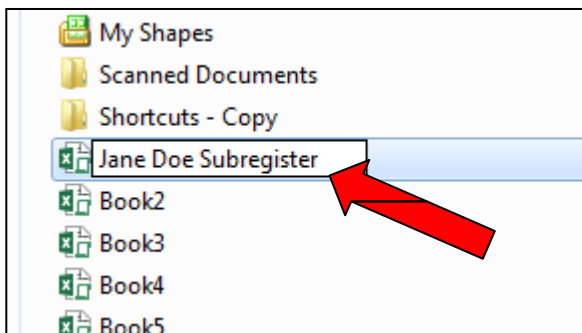 My Shapes
Scanned Documents
Shortcuts - Copy
Jane Doe Subregister
Book2
Book3
Book4
Book5